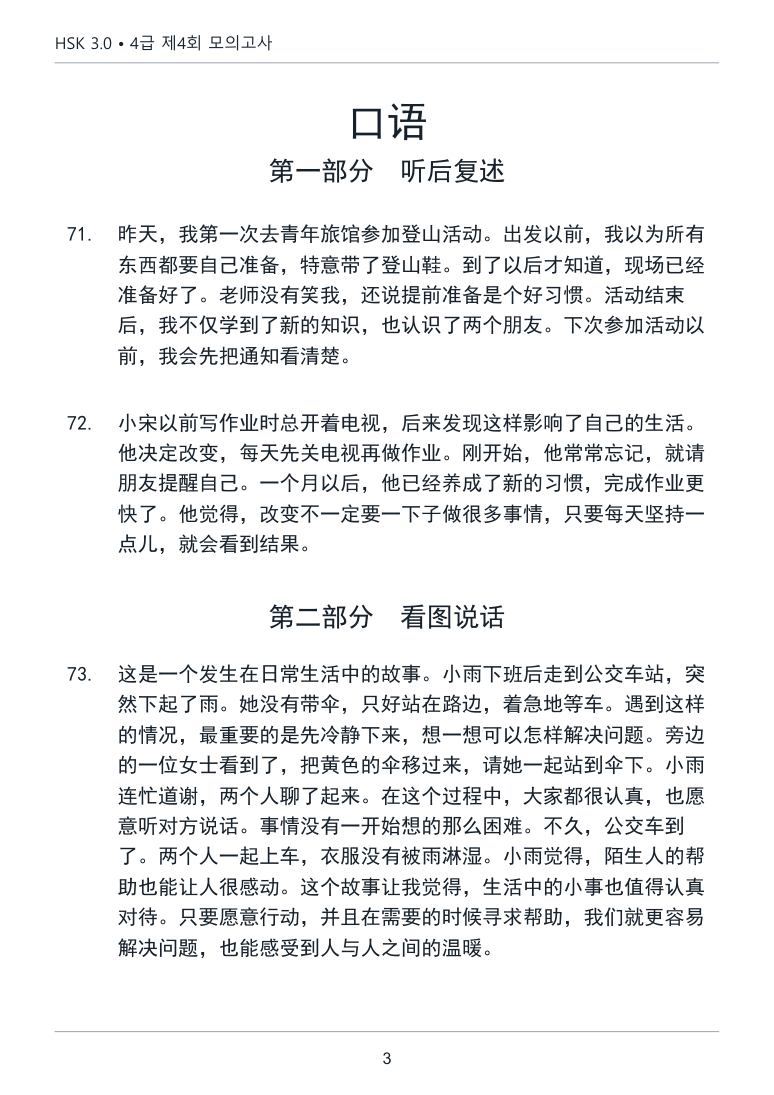 HSK 3.0 • 4급 제4회 모의고사
口语
第一部分 听后复述
71. 昨天，我第一次去青年旅馆参加登山活动。出发以前，我以为所有
东西都要自己准备，特意带了登山鞋。到了以后才知道，现场已经
准备好了。老师没有笑我，还说提前准备是个好习惯。活动结束
后，我不仅学到了新的知识，也认识了两个朋友。下次参加活动以
前，我会先把通知看清楚。
72. 小宋以前写作业时总开着电视，后来发现这样影响了自己的生活。
他决定改变，每天先关电视再做作业。刚开始，他常常忘记，就请
朋友提醒自己。一个月以后，他已经养成了新的习惯，完成作业更
快了。他觉得，改变不一定要一下子做很多事情，只要每天坚持一
点儿，就会看到结果。
第二部分 看图说话
73. 这是一个发生在日常生活中的故事。小雨下班后走到公交车站，突
然下起了雨。她没有带伞，只好站在路边，着急地等车。遇到这样
的情况，最重要的是先冷静下来，想一想可以怎样解决问题。旁边
的一位女士看到了，把黄色的伞移过来，请她一起站到伞下。小雨
连忙道谢，两个人聊了起来。在这个过程中，大家都很认真，也愿
意听对方说话。事情没有一开始想的那么困难。不久，公交车到
了。两个人一起上车，衣服没有被雨淋湿。小雨觉得，陌生人的帮
助也能让人很感动。这个故事让我觉得，生活中的小事也值得认真
对待。只要愿意行动，并且在需要的时候寻求帮助，我们就更容易
解决问题，也能感受到人与人之间的温暖。
3